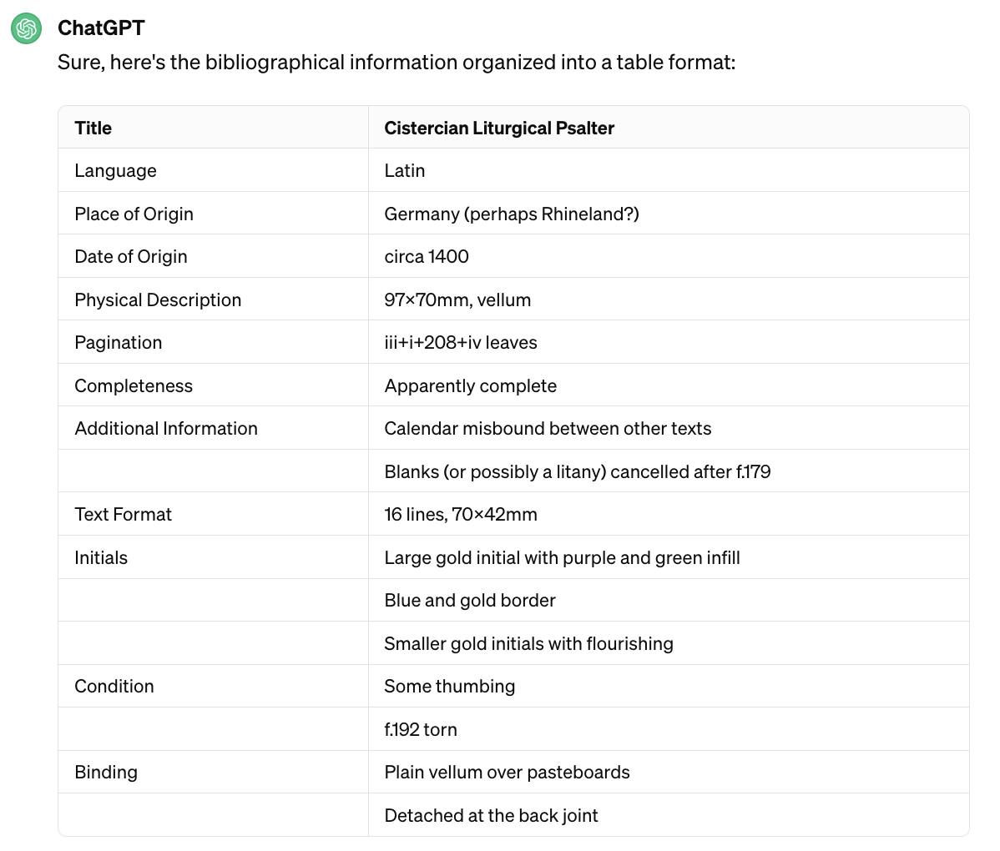 ChatGPT
Sure, here's the bibliographical information organized into a table format:
Title Cistercian Liturgical Psalter
Language Latin
Place of Origin Germany (perhaps Rhineland?)
Date of Origin circa 1400
Physical Description 97×70mm, vellum
Pagination iii+i+208+iv leaves
Completeness Apparently complete
Additional Information Calendar misbound between other texts
Blanks (or possibly a litany) cancelled after f.179
Text Format 16 lines, 70×42mm
Initials Large gold initial with purple and green infill
Blue and gold border
Smaller gold initials with flourishing
Condition Some thumbing
f.192 torn
Binding Plain vellum over pasteboards
Detached at the back joint